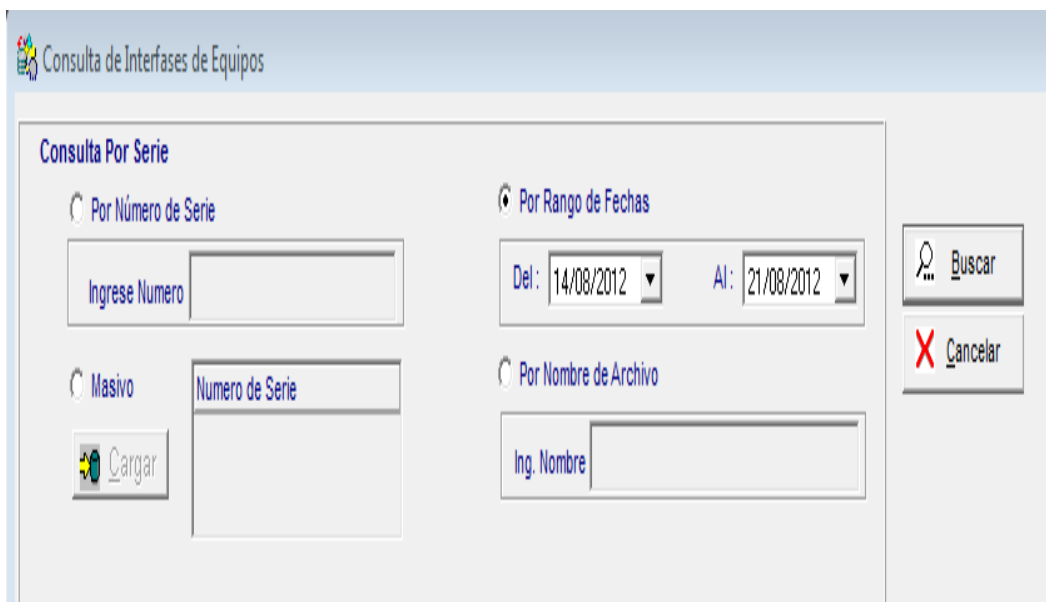 Consulta de Interfases de Equipos
Consulta Por Serie
Por Número de Serie
Ingrese Numero
Masivo
Cargar
Numero de Serie
Por Rango de Fechas
Del : 14/08/2012 Al : 21/08/2012
Por Nombre de Archivo
Ing. Nombre
Buscar
Cancelar